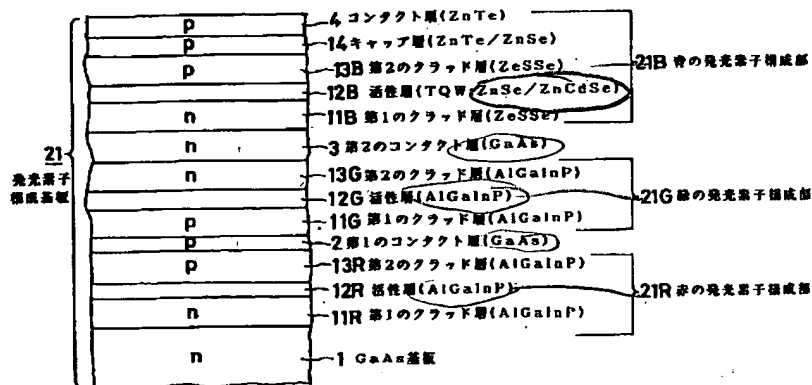 p 4 コンタクト層(ZnTe)
p 14 キャップ層(ZnTe/ZnSe)
p 13B 第2のクラッド層(ZeSSe)
12B 活性層(TQW ZnSe/ZnCdSe)
n 11B 第1のクラッド層(ZeSSe)
21B 青の発光素子構成部
n 3 第2のコンタクト層(GaAs)
n 13G 第2のクラッド層(AlGaInP)
12G 活性層(AlGaInP)
p 11G 第1のクラッド層(AlGaInP)
21G 緑の発光素子構成部
p 2 第1のコンタクト層(GaAs)
p 13R 第2のクラッド層(AlGaInP)
12R 活性層(AlGaInP)
n 11R 第1のクラッド層(AlGaInP)
21R 赤の発光素子構成部
n 1 GaAs基板
21
発光素子
構成基板